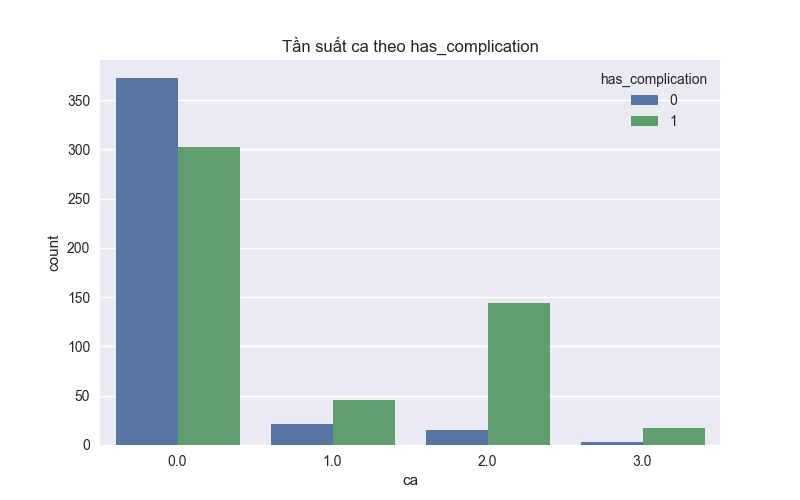 Tần suất ca theo has_complication
has_complication
0
1
350
300
250
200
150
100
50
0
count
0.0 1.0 2.0 3.0
ca